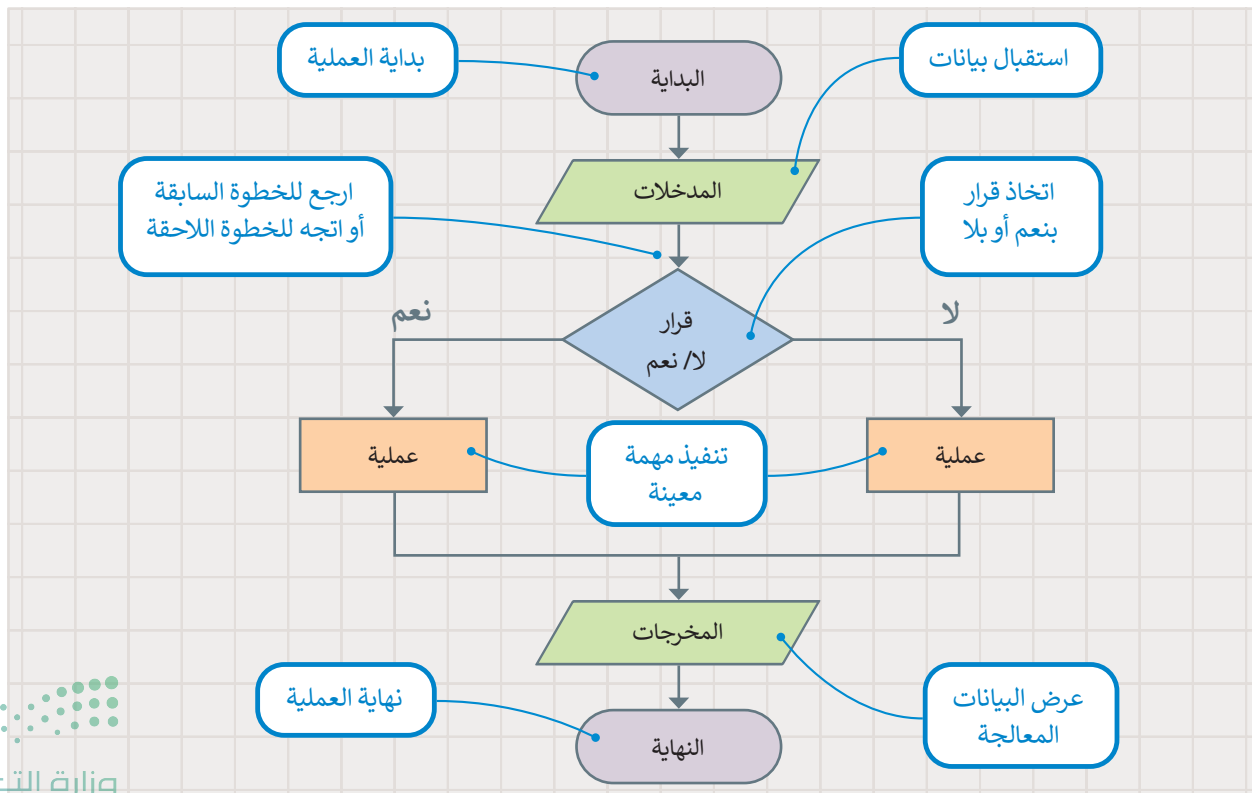 بداية العملية
البداية
استقبال بيانات
المدخلات
ارجع للخطوة السابقة
أو اتجه للخطوة اللاحقة
اتخاذ قرار
بنعم أو بلا
نعم
لا
قرار
لا/ نعم
عملية
تنفيذ مهمة
معينة
عملية
المخرجات
نهاية العملية
عرض البيانات
المعالجة
النهاية
وزارة